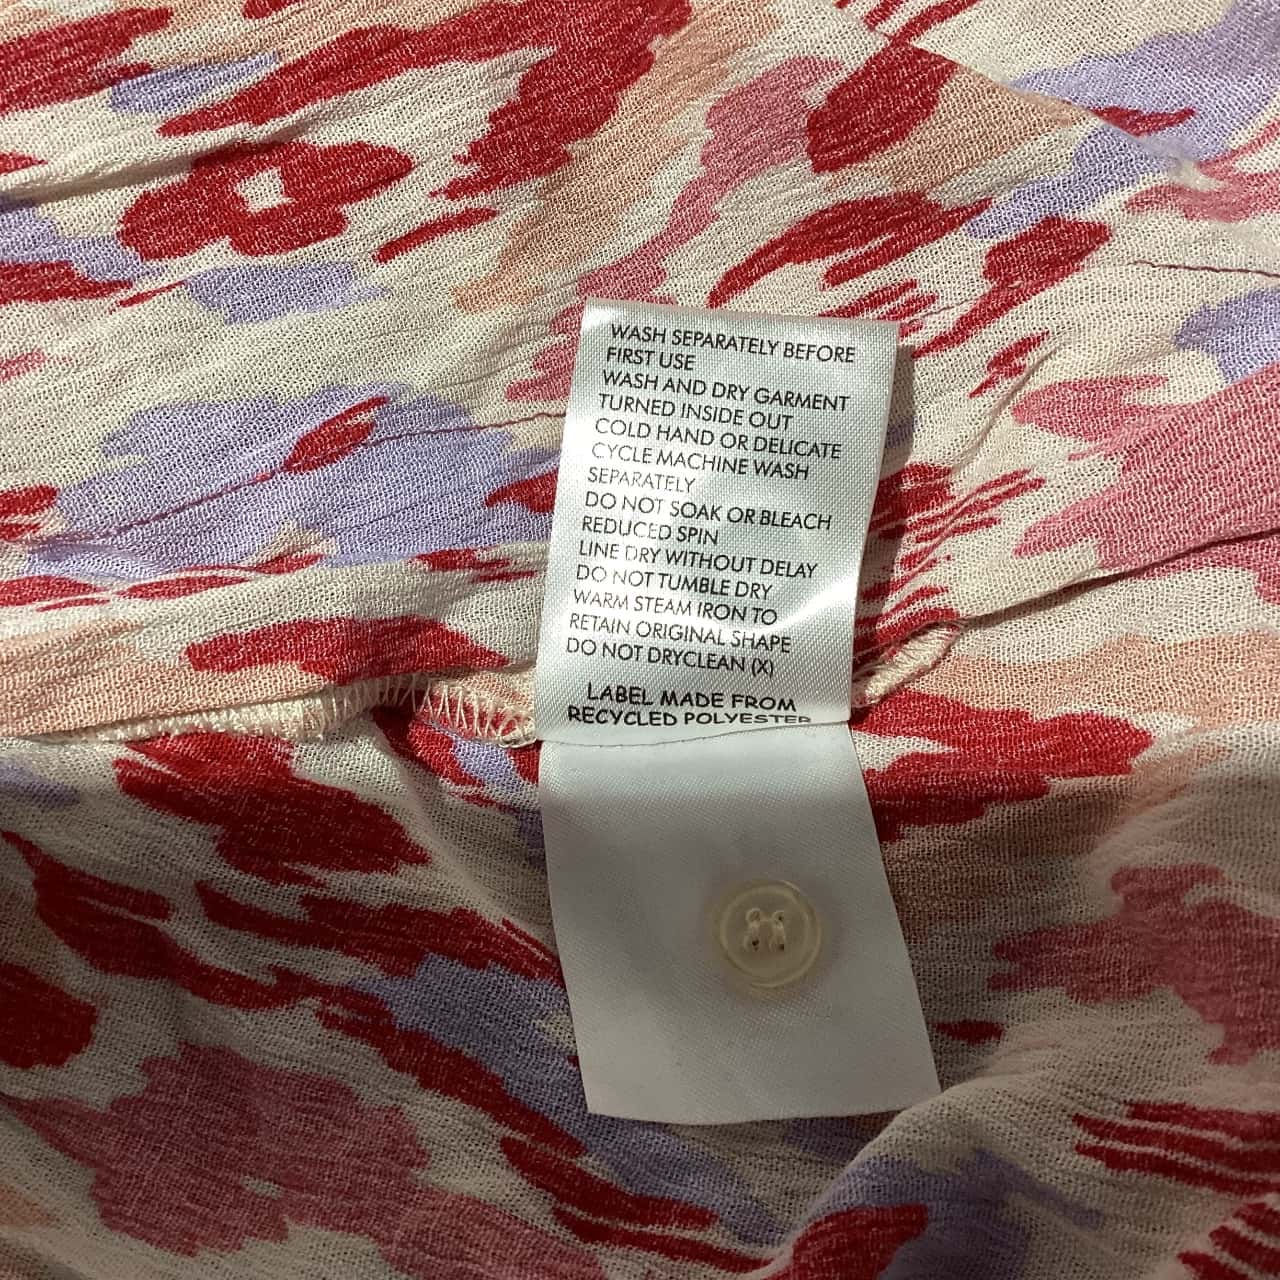 WASH SEPARATELY BEFORE
FIRST USE
WASH AND DRY GARMENT
TURNED INSIDE OUT
COLD HAND OR DELICATE
CYCLE MACHINE WASH
SEPARATELY
DO NOT SOAK OR BLEACH
REDUCED SPIN
LINE DRY WITHOUT DELAY
DO NOT TUMBLE DRY
WARM STEAM IRON TO
RETAIN ORIGINAL SHAPE
DO NOT DRYCLEAN (X)
LABEL MADE FROM
RECYCLED POLYESTER